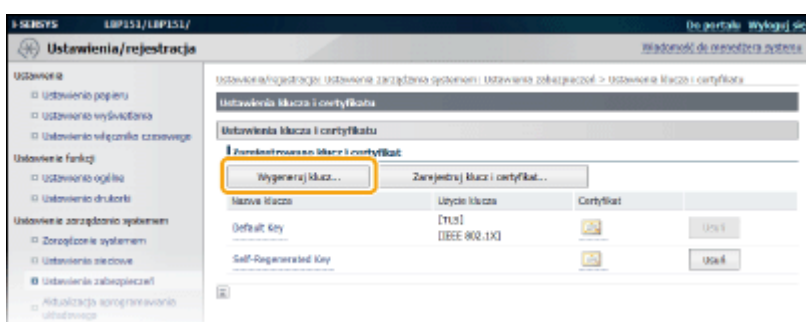 i-SENSYS LBP151/LBP151/ Do portalu Wyloguj się
Ustawienia/rejestracja Wiadomość do menedżera systemu
Ustawienia
Ustawienia papieru
Ustawienia wyświetlania
Ustawienia włącznika czasowego
Ustawienie funkcji
Ustawienia ogólne
Ustawienia drukarki
Ustawienie zarządzania systemem
Zarządzanie systemem
Ustawienia sieciowe
Ustawienia zabezpieczeń
Aktualizacja oprogramowania układowego
Ustawienia/rejestracja: Ustawienia zarządzania systemem: Ustawienia zabezpieczeń > Ustawienia klucza i certyfikatu
Ustawienia klucza i certyfikatu
Ustawienia klucza i certyfikatu
Zarejestrowano klucz i certyfikat
Wygeneruj klucz... Zarejestruj klucz i certyfikat...
Nazwa klucza Użycie klucza Certyfikat
Default Key [TLS] Usuń
[IEEE 802.1X]
Self-Regenerated Key Usuń